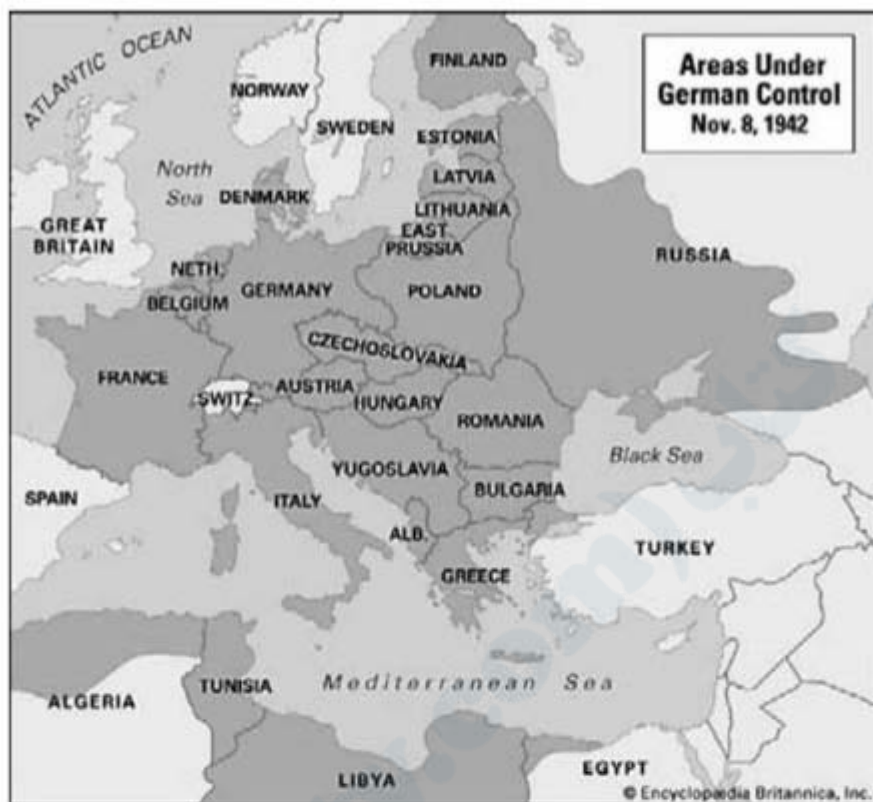 Areas Under
German Control
Nov. 8, 1942
ATLANTIC OCEAN
FINLAND
NORWAY
SWEDEN
ESTONIA
North
Sea
LATVIA
DENMARK
LITHUANIA
EAST
PRUSSIA
GREAT
BRITAIN
RUSSIA
NETH.
GERMANY
POLAND
BELGIUM
CZECHOSLOVAKIA
FRANCE
SWITZ.
AUSTRIA
HUNGARY
ROMANIA
Black Sea
YUGOSLAVIA
SPAIN
ITALY
BULGARIA
ALB.
TURKEY
GREECE
Mediterranean Sea
TUNISIA
ALGERIA
LIBYA
EGYPT
© Encyclopædia Britannica, Inc.